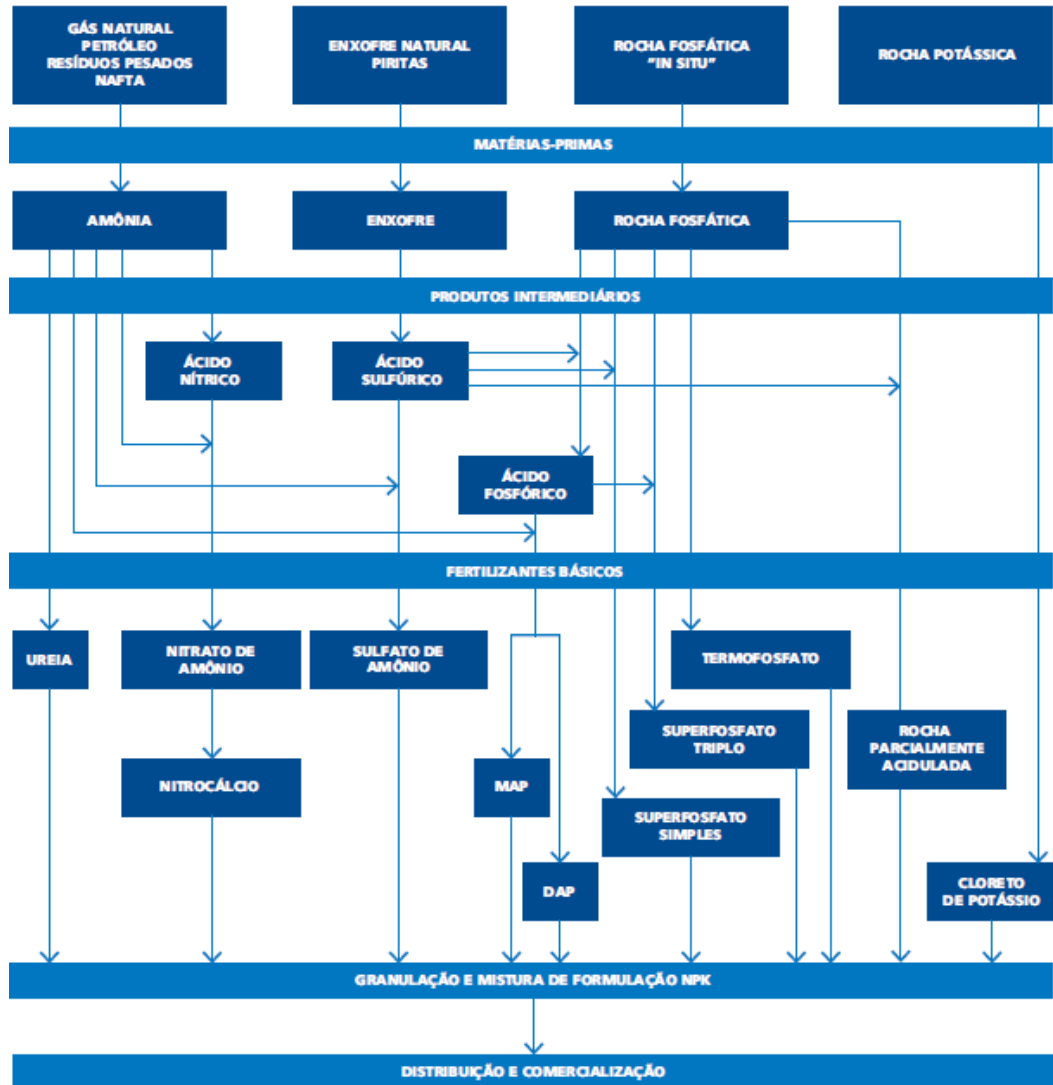 GÁS NATURAL
PETRÓLEO
RESÍDUOS PESADOS
NAFTA
ENXOFRE NATURAL
PIRITAS
ROCHA FOSFÁTICA
"IN SITU"
ROCHA POTÁSSICA
MATÉRIAS-PRIMAS
AMÔNIA
ENXOFRE
ROCHA FOSFÁTICA
PRODUTOS INTERMEDIÁRIOS
ÁCIDO
NÍTRICO
ÁCIDO
SULFÚRICO
ÁCIDO
FOSFÓRICO
FERTILIZANTES BÁSICOS
UREIA
NITRATO DE
AMÔNIO
SULFATO DE
AMÔNIO
TERMOFOSFATO
SUPERFOSFATO
TRIPLO
ROCHA
PARCIALMENTE
ACIDULADA
NITROCÁLCIO
MAP
SUPERFOSFATO
SIMPLES
DAP
CLORETO
DE POTÁSSIO
GRANULAÇÃO E MISTURA DE FORMULAÇÃO NPK
DISTRIBUIÇÃO E COMERCIALIZAÇÃO